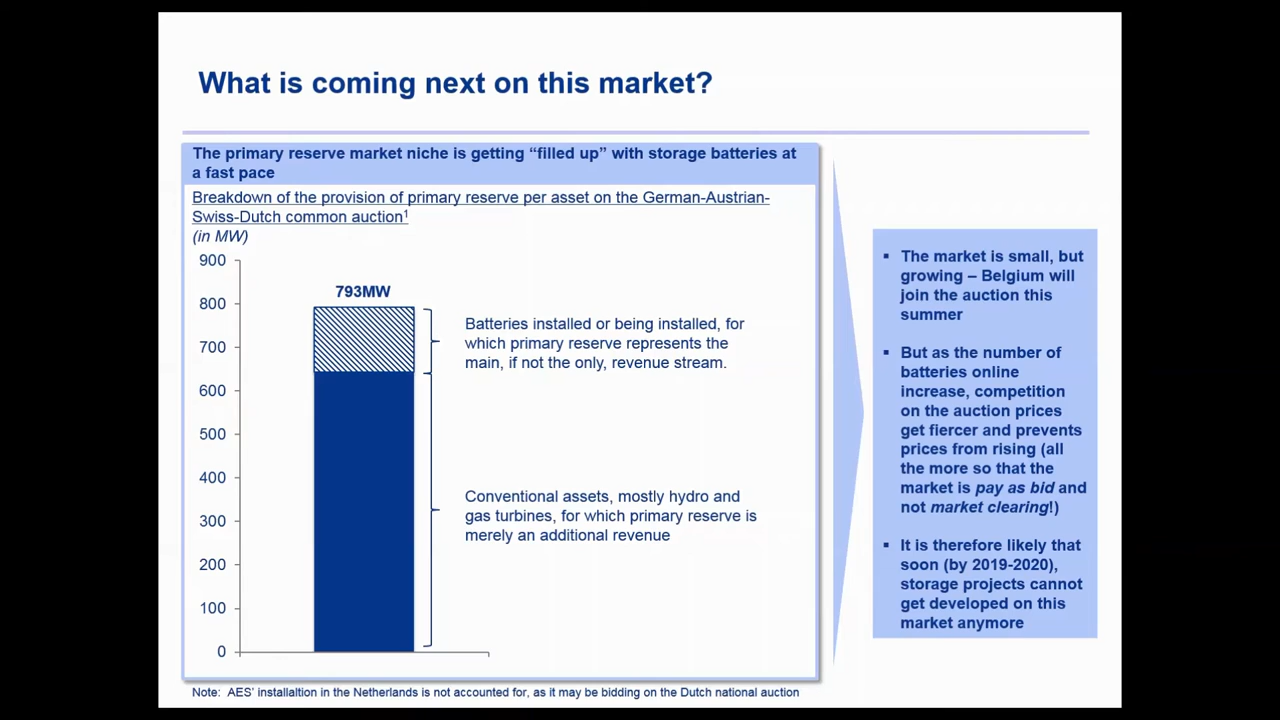 What is coming next on this market?
The primary reserve market niche is getting “filled up” with storage batteries at
a fast pace
Breakdown of the provision of primary reserve per asset on the German-Austrian-
Swiss-Dutch common auction¹
(in MW)
900
800
700
600
500
400
300
200
100
0
793MW
Batteries installed or being installed, for
which primary reserve represents the
main, if not the only, revenue stream.
Conventional assets, mostly hydro and
gas turbines, for which primary reserve is
merely an additional revenue
▪ The market is small, but
growing – Belgium will
join the auction this
summer
▪ But as the number of
batteries online
increase, competition
on the auction prices
get fiercer and prevents
prices from rising (all
the more so that the
market is pay as bid and
not market clearing!)
▪ It is therefore likely that
soon (by 2019-2020),
storage projects cannot
get developed on this
market anymore
Note: AES’ installaltion in the Netherlands is not accounted for, as it may be bidding on the Dutch national auction